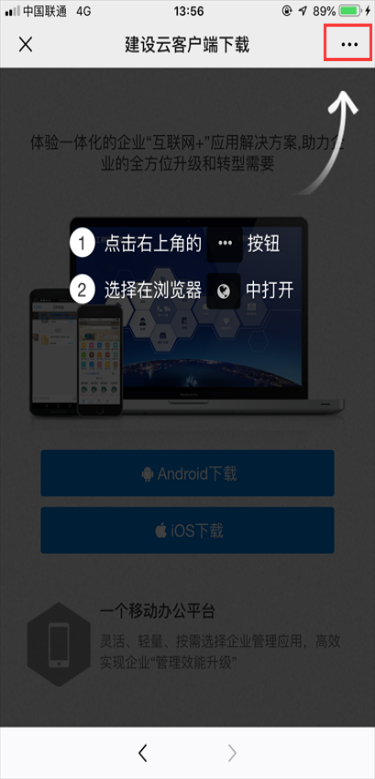 中国联通 4G 13:56 89%
建设云客户端下载
体验一体化的企业“互联网+”应用解决方案,助力企
业的全方位升级和转型需要
1 点击右上角的 ••• 按钮
2 选择在浏览器 中打开
Android下载
iOS下载
一个移动办公平台
灵活、轻量、按需选择企业管理应用，高效
实现企业“管理效能升级”